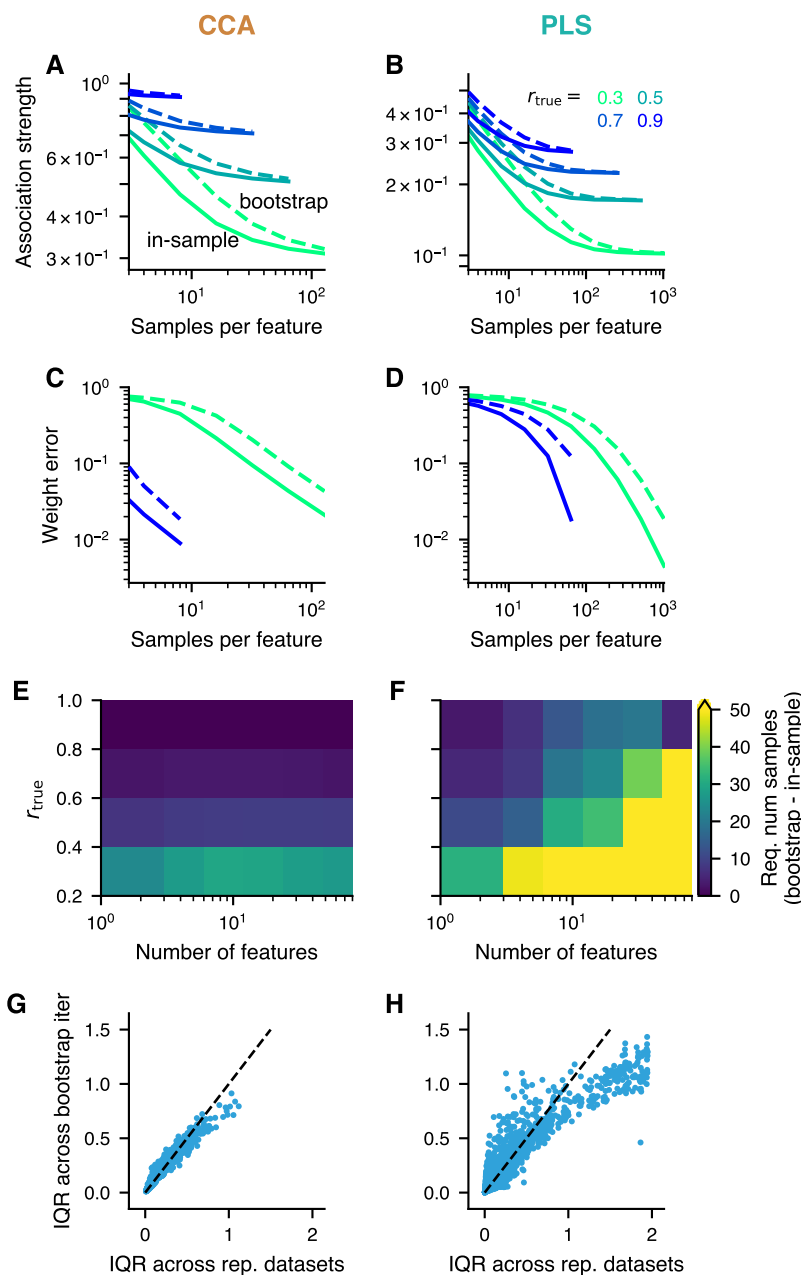 CCA
PLS
A
B
Association strength
10⁰
6 × 10⁻¹
4 × 10⁻¹
3 × 10⁻¹
bootstrap
in-sample
10¹
10²
Samples per feature
r_true =
0.3
0.5
0.7
0.9
4 × 10⁻¹
3 × 10⁻¹
2 × 10⁻¹
10⁻¹
10¹
10²
10³
Samples per feature
C
D
Weight error
10⁰
10⁻¹
10⁻²
10¹
10²
Samples per feature
10⁰
10⁻¹
10⁻²
10¹
10²
10³
Samples per feature
E
F
r_true
1.0
0.8
0.6
0.4
0.2
10⁰
10¹
Number of features
10⁰
10¹
Number of features
50
40
30
20
10
0
Req. num samples
(bootstrap - in-sample)
G
H
IQR across bootstrap iter
1.5
1.0
0.5
0.0
0
1
2
IQR across rep. datasets
1.5
1.0
0.5
0.0
0
1
2
IQR across rep. datasets